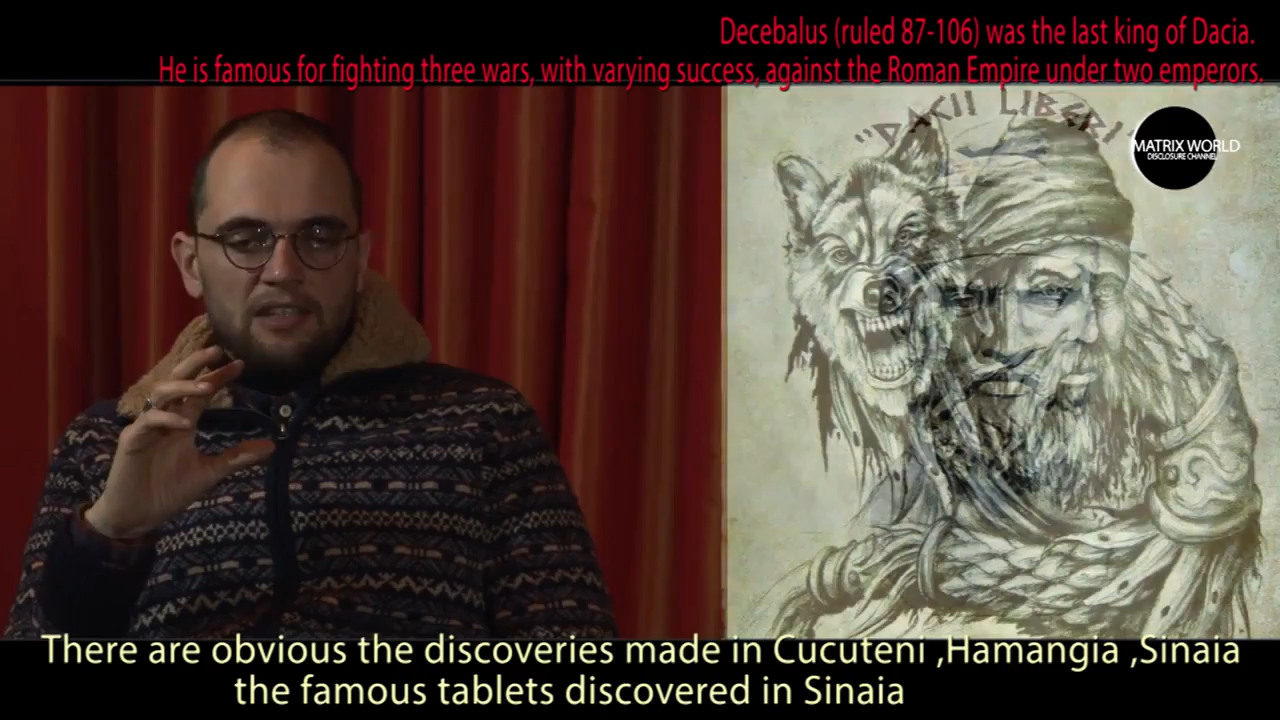 Decebalus (ruled 87-106) was the last king of Dacia.
He is famous for fighting three wars, with varying success, against the Roman Empire under two emperors.
"DACII LIBERI"
MATRIX WORLD
DISCLOSURE CHANNEL
There are obvious the discoveries made in Cucuteni ,Hamangia ,Sinaia
the famous tablets discovered in Sinaia